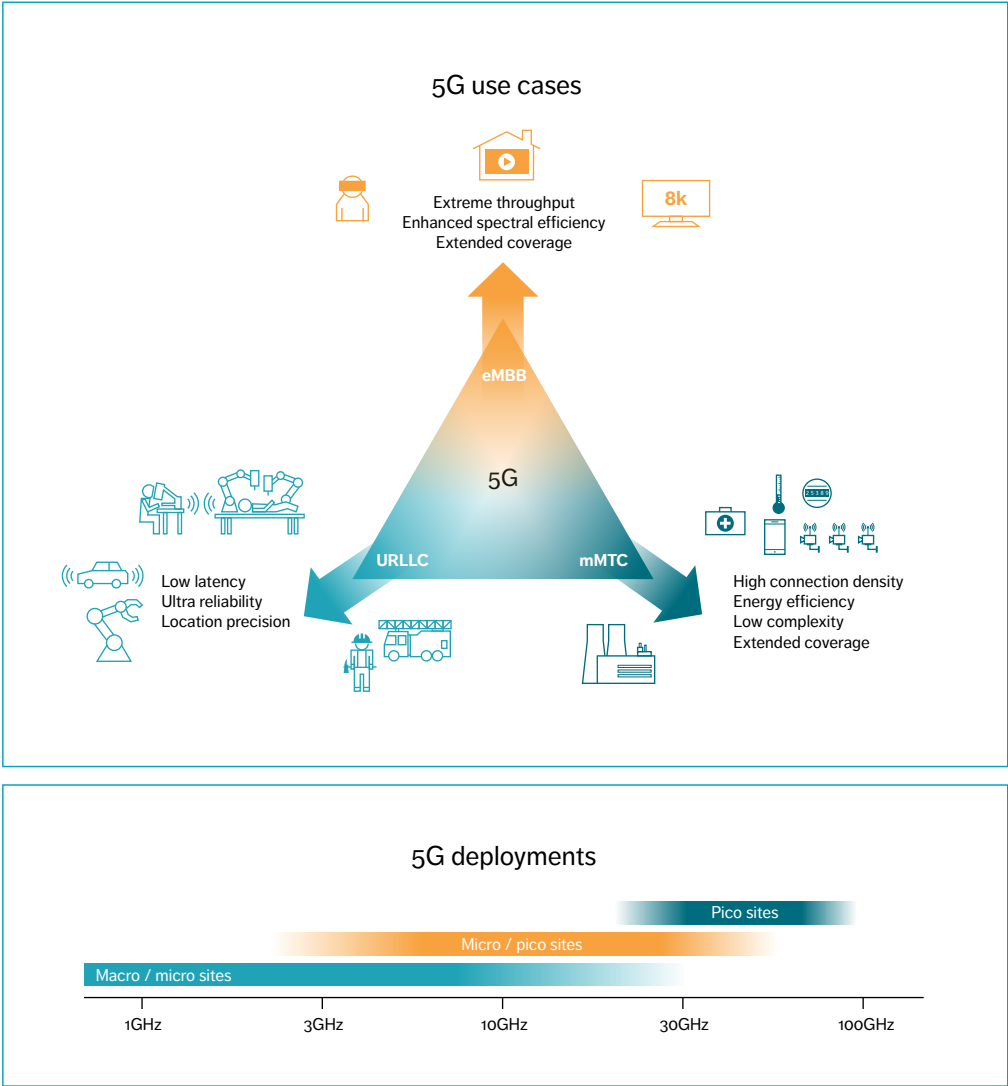 5G use cases
8k
Extreme throughput
Enhanced spectral efficiency
Extended coverage
eMBB
5G
URLLC
mMTC
Low latency
Ultra reliability
Location precision
High connection density
Energy efficiency
Low complexity
Extended coverage
5G deployments
Pico sites
Micro / pico sites
Macro / micro sites
1GHz
3GHz
10GHz
30GHz
100GHz